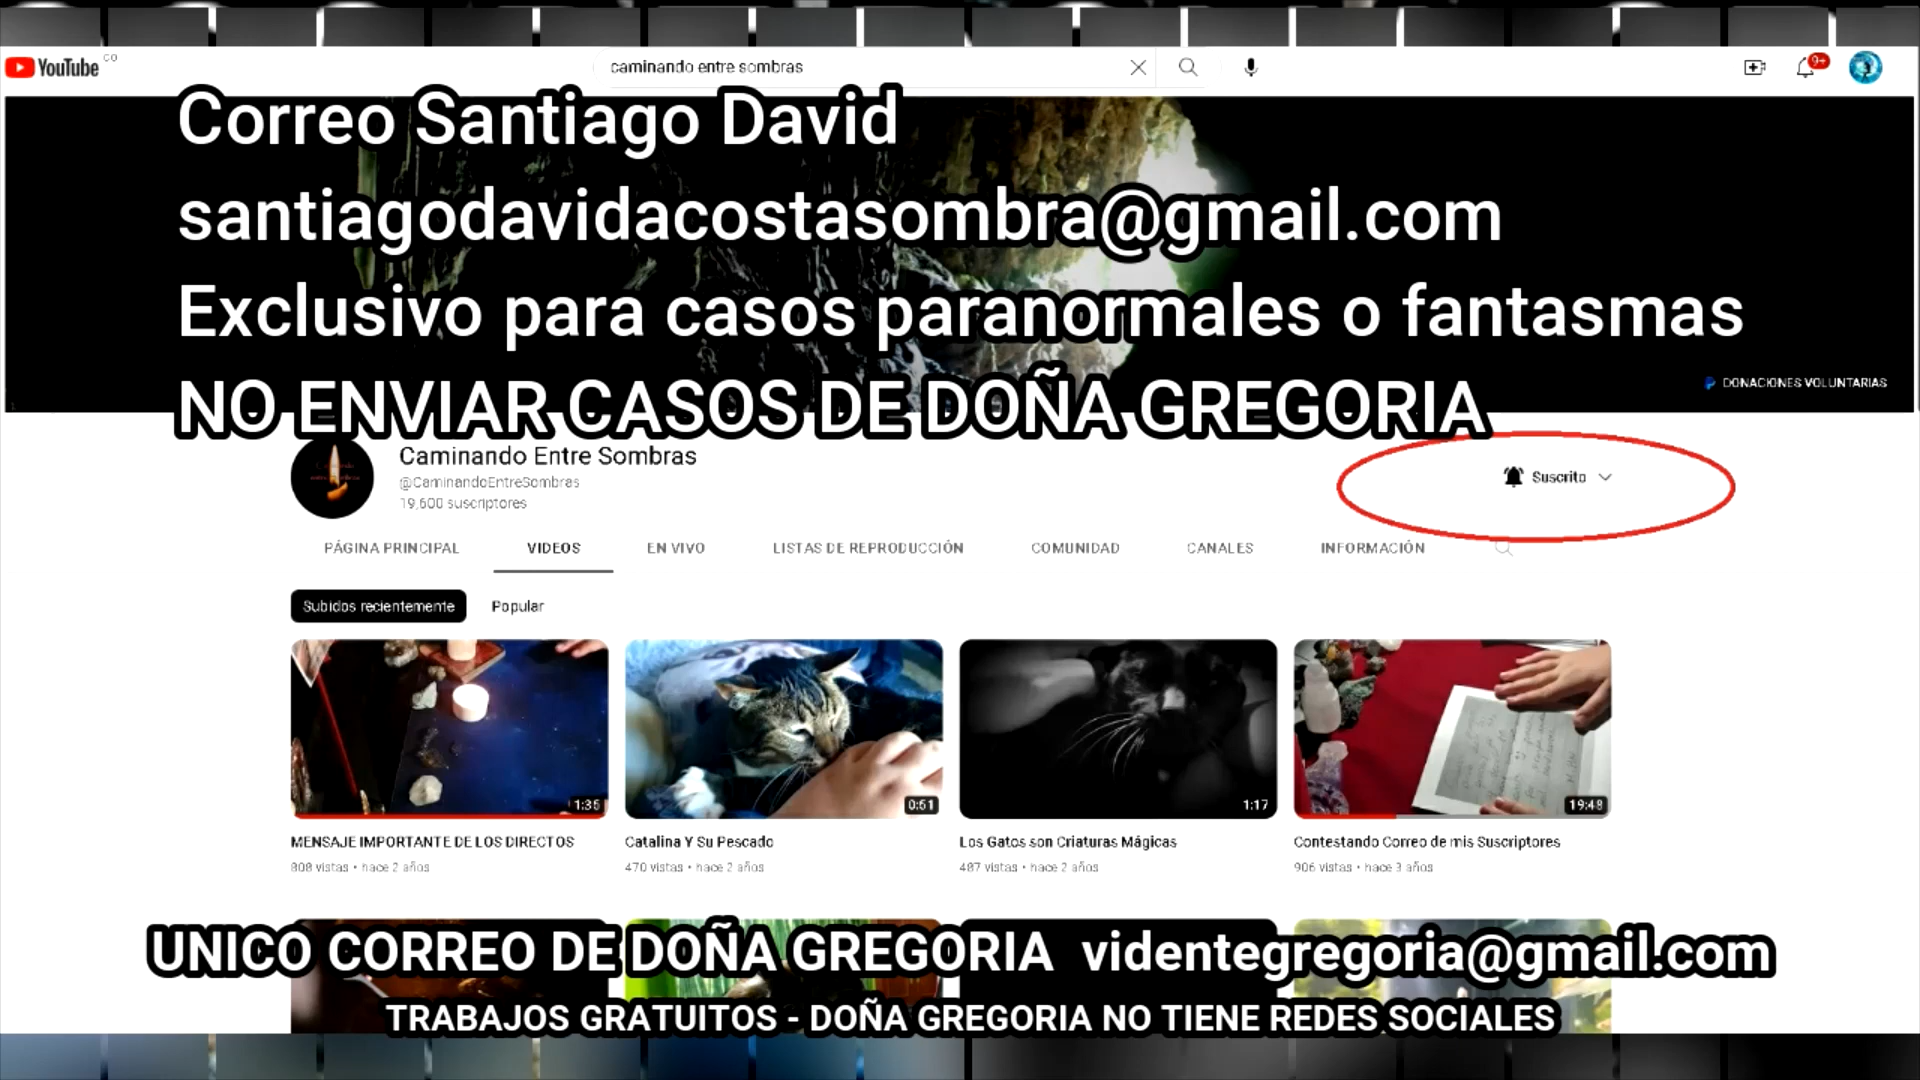 YouTube CO
caminando entre sombras
9+
Correo Santiago David
santiagodavidacostasombra@gmail.com
Exclusivo para casos paranormales o fantasmas
DONACIONES VOLUNTARIAS
NO ENVIAR CASOS DE DOÑA GREGORIA
Caminando Entre Sombras
@CaminandoEntreSombras
19,600 suscriptores
Suscrito
PÁGINA PRINCIPAL VIDEOS EN VIVO LISTAS DE REPRODUCCIÓN COMUNIDAD CANALES INFORMACIÓN
Subidos recientemente Popular
1:35 0:51 1:17 19:48
MENSAJE IMPORTANTE DE LOS DIRECTOS Catalina Y Su Pescado Los Gatos son Criaturas Mágicas Contestando Correo de mis Suscriptores
808 vistas • hace 2 años 470 vistas • hace 2 años 487 vistas • hace 2 años 906 vistas • hace 3 años
UNICO CORREO DE DOÑA GREGORIA videntegregoria@gmail.com
TRABAJOS GRATUITOS - DOÑA GREGORIA NO TIENE REDES SOCIALES